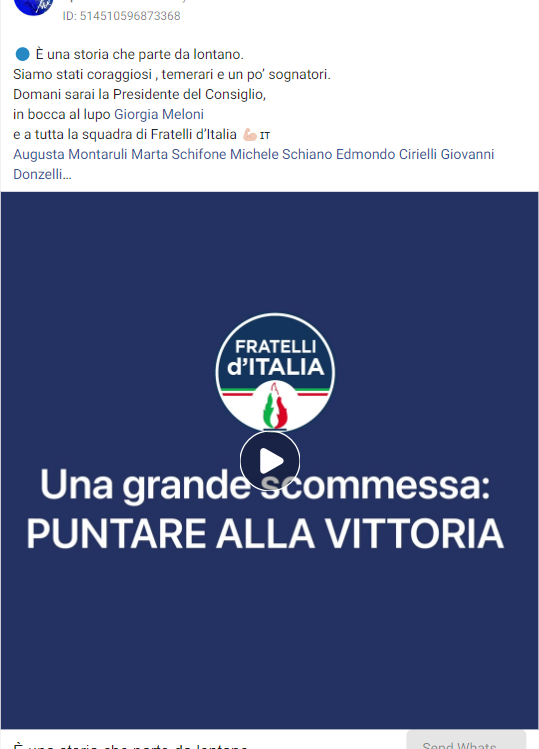 ID: 514510596873368
🔵 È una storia che parte da lontano.
Siamo stati coraggiosi , temerari e un po’ sognatori.
Domani sarai la Presidente del Consiglio,
in bocca al lupo Giorgia Meloni
e a tutta la squadra di Fratelli d’Italia 💪🏻 IT
Augusta Montaruli Marta Schifone Michele Schiano Edmondo Cirielli Giovanni
Donzelli...
FRATELLI
d'ITALIA
Una grande scommessa:
PUNTARE ALLA VITTORIA
È una storia che parte da lontano
Send Whats...